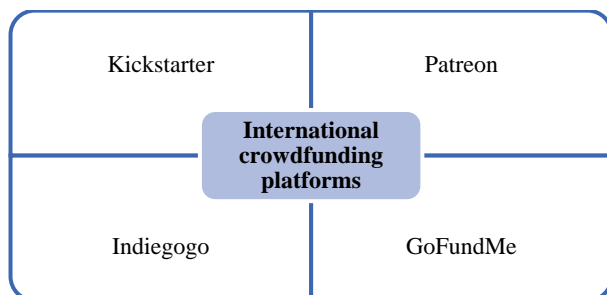 Kickstarter
Patreon
International
crowdfunding
platforms
Indiegogo
GoFundMe